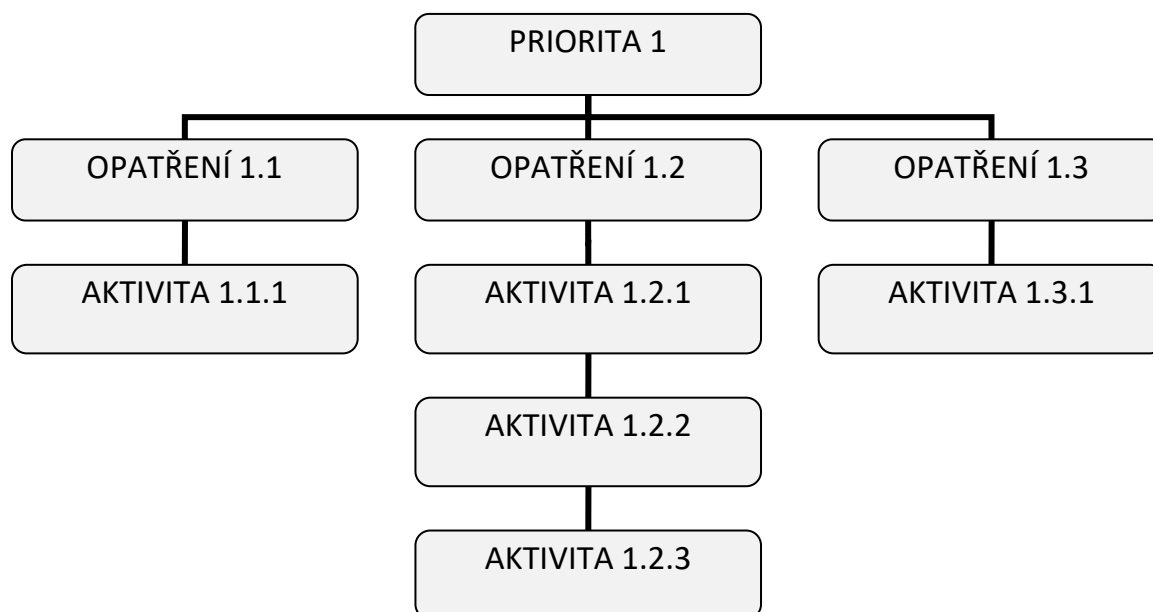 PRIORITA 1
OPATŘENÍ 1.1
OPATŘENÍ 1.2
OPATŘENÍ 1.3
AKTIVITA 1.1.1
AKTIVITA 1.2.1
AKTIVITA 1.3.1
AKTIVITA 1.2.2
AKTIVITA 1.2.3